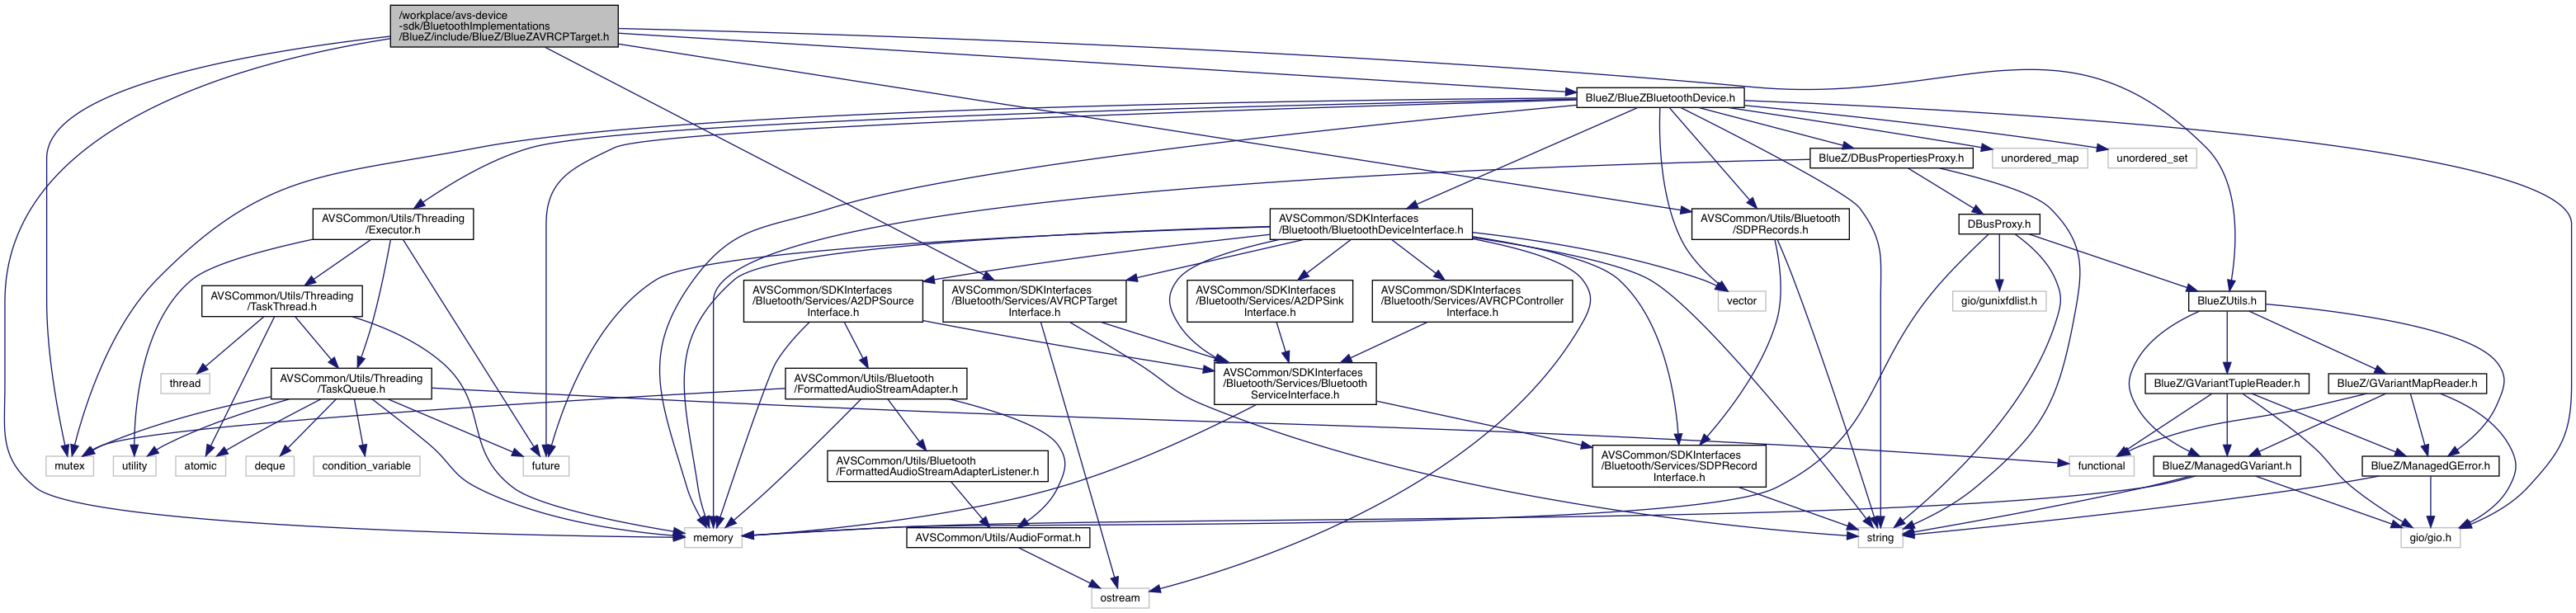 /workplace/avs-device
-sdk/BluetoothImplementations
/BlueZ/include/BlueZ/BlueZAVRCPTarget.h
BlueZ/BlueZBluetoothDevice.h
BlueZ/DBusPropertiesProxy.h
unordered_map
unordered_set
AVSCommon/Utils/Threading
/Executor.h
AVSCommon/SDKInterfaces
/Bluetooth/BluetoothDeviceInterface.h
AVSCommon/Utils/Bluetooth
/SDPRecords.h
DBusProxy.h
AVSCommon/Utils/Threading
/TaskThread.h
AVSCommon/SDKInterfaces
/Bluetooth/Services/A2DPSource
Interface.h
AVSCommon/SDKInterfaces
/Bluetooth/Services/AVRCPTarget
Interface.h
AVSCommon/SDKInterfaces
/Bluetooth/Services/A2DPSink
Interface.h
AVSCommon/SDKInterfaces
/Bluetooth/Services/AVRCPController
Interface.h
vector
gio/gunixfdlist.h
BlueZUtils.h
thread
AVSCommon/Utils/Threading
/TaskQueue.h
AVSCommon/Utils/Bluetooth
/FormattedAudioStreamAdapter.h
AVSCommon/SDKInterfaces
/Bluetooth/Services/Bluetooth
ServiceInterface.h
BlueZ/GVariantTupleReader.h
BlueZ/GVariantMapReader.h
mutex
utility
atomic
deque
condition_variable
future
AVSCommon/Utils/Bluetooth
/FormattedAudioStreamAdapterListener.h
AVSCommon/SDKInterfaces
/Bluetooth/Services/SDPRecord
Interface.h
functional
BlueZ/ManagedGVariant.h
BlueZ/ManagedGError.h
memory
AVSCommon/Utils/AudioFormat.h
string
gio/gio.h
ostream